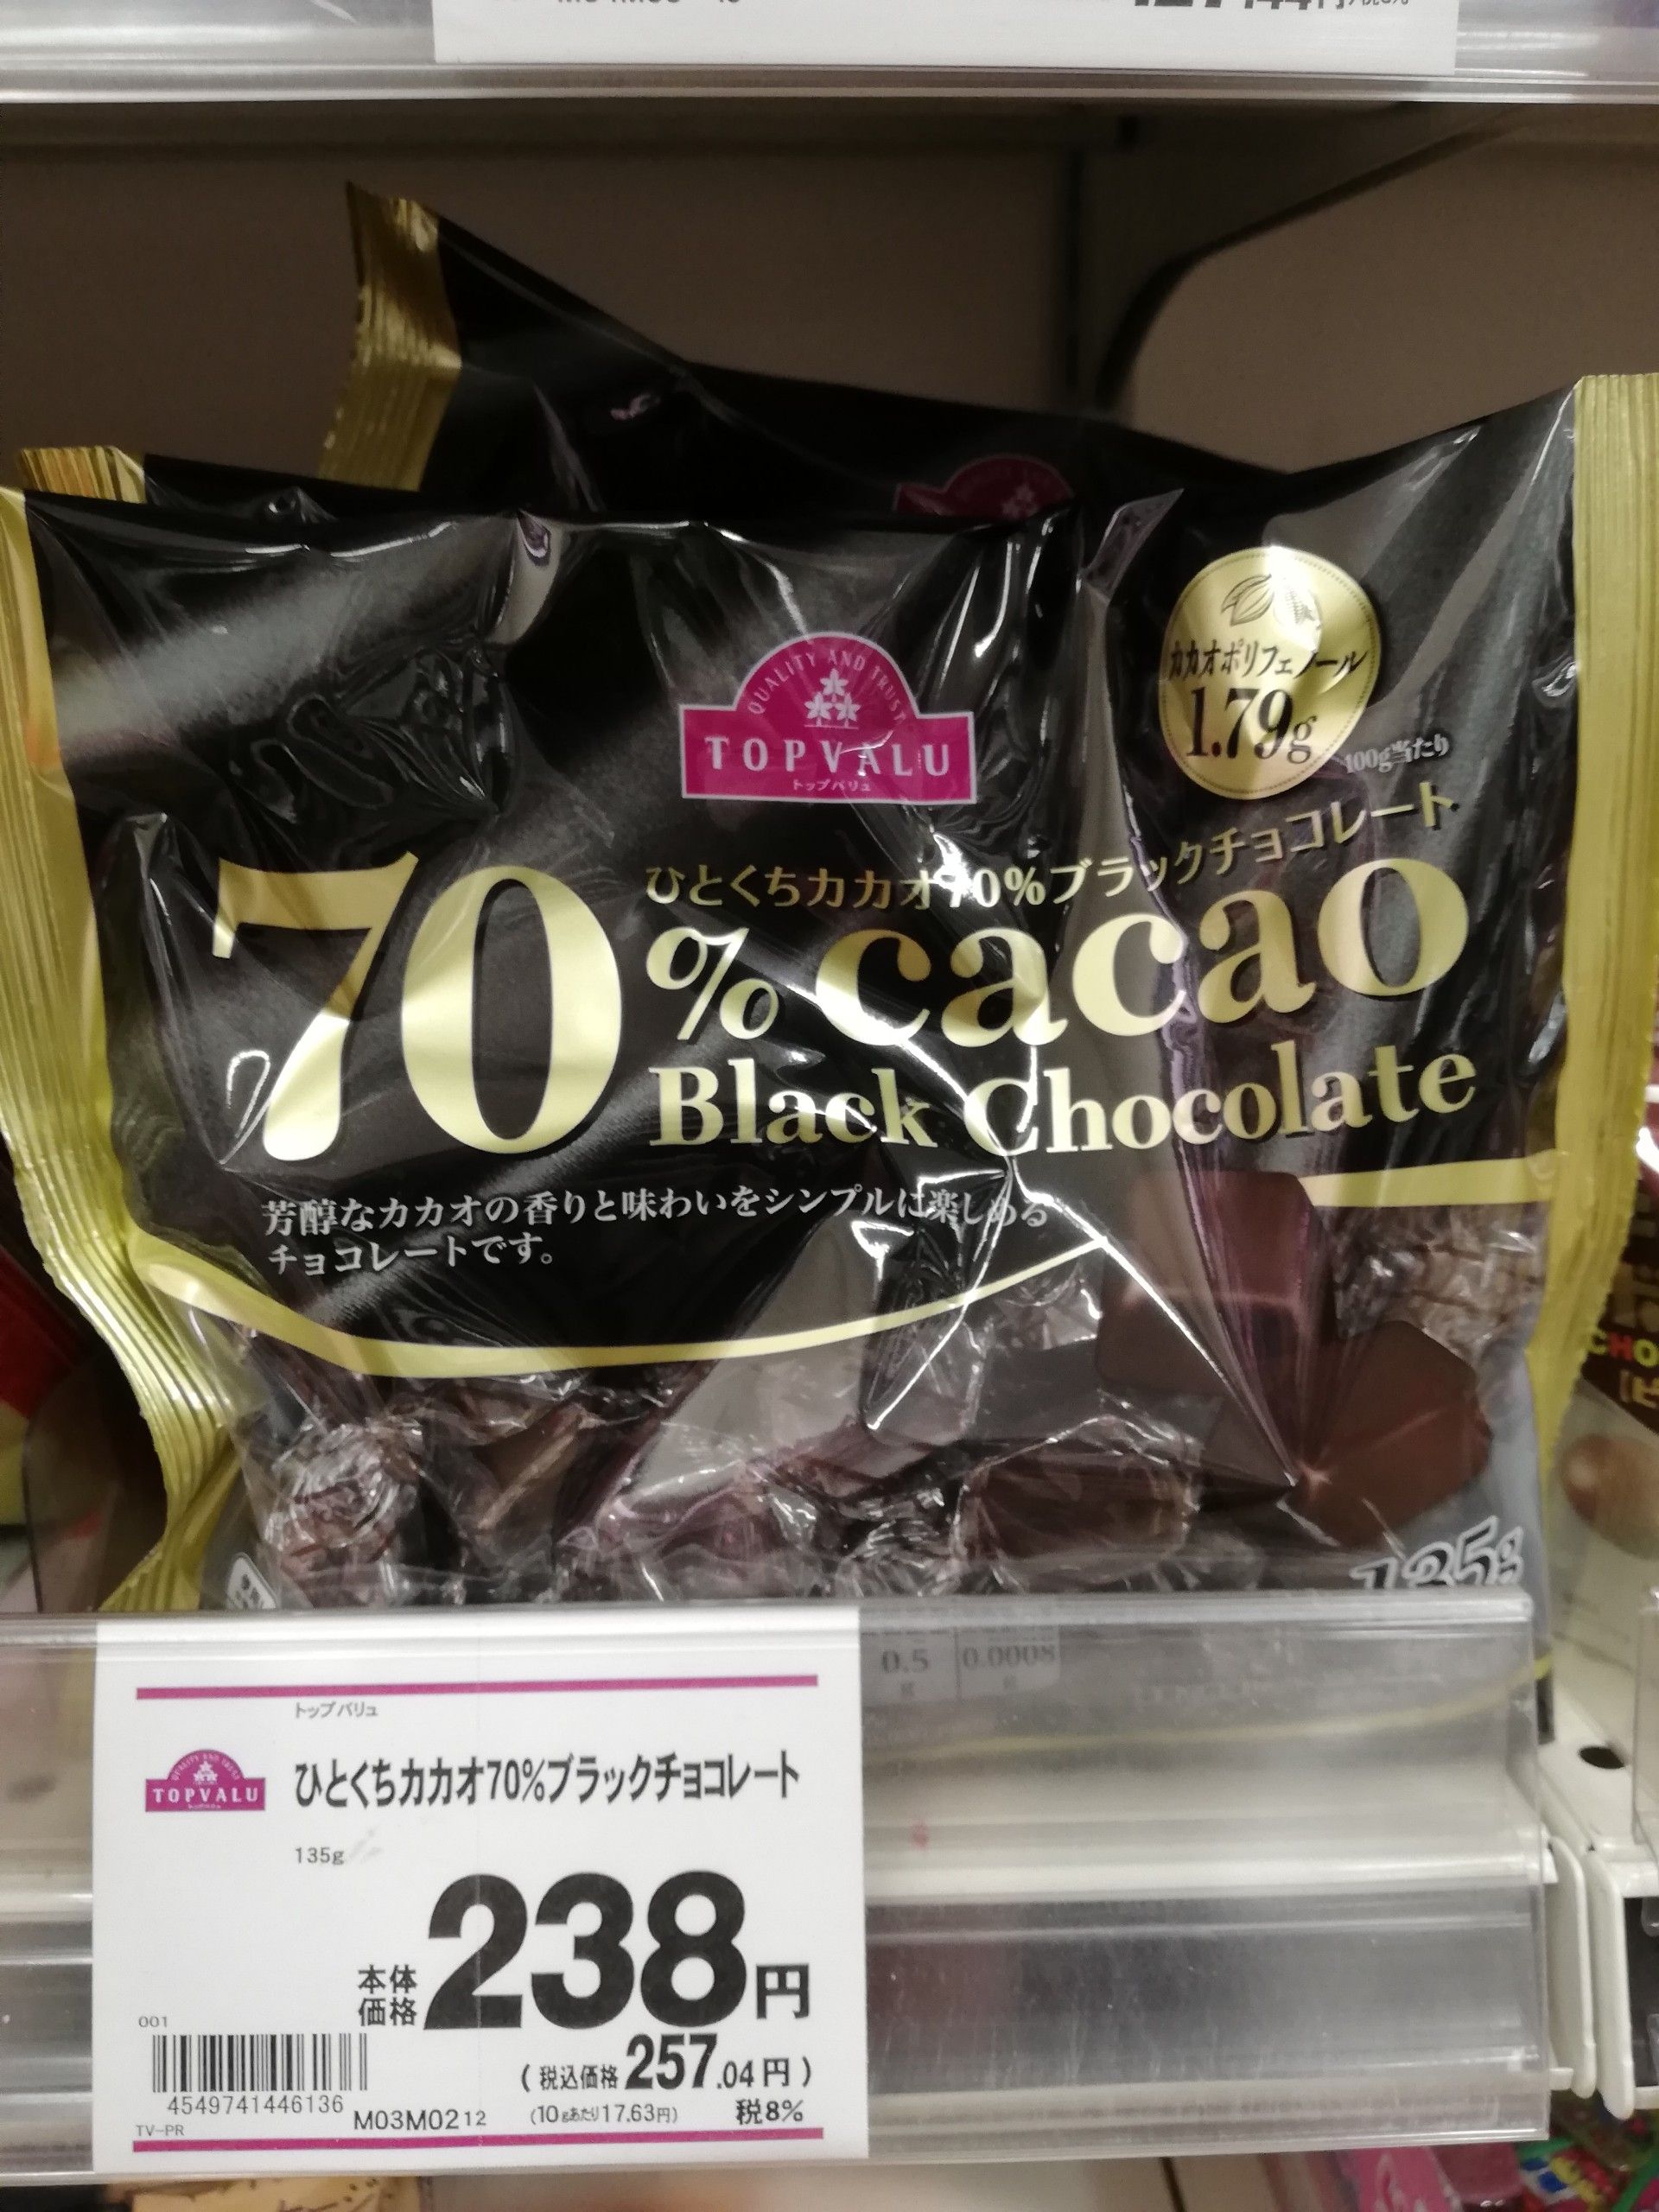 QUALITY AND TRUST
TOPVALU
トップバリュ
カカオポリフェノール
1.79g
100g当たり
ひとくちカカオ70%ブラックチョコレート
70% cacao
Black Chocolate
芳醇なカカオの香りと味わいをシンプルに楽しめる
チョコレートです。
135g
0.5 0.0008
g g
トップバリュ
TOPVALU
ひとくちカカオ70%ブラックチョコレート
135g
本体価格 238円
(税込価格 257.04円)
(10gあたり17.63円) 税8%
001
4549741446136
M03M0212
TV-PR